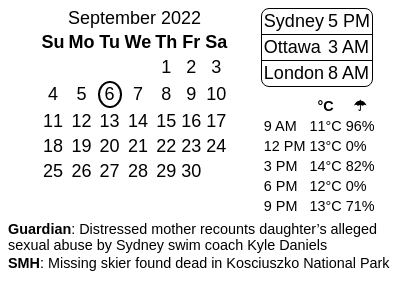 September 2022
Su Mo Tu We Th Fr Sa
1 2 3
4 5 6 7 8 9 10
11 12 13 14 15 16 17
18 19 20 21 22 23 24
25 26 27 28 29 30
Sydney 5 PM
Ottawa 3 AM
London 8 AM
°C ☂
9 AM 11°C 96%
12 PM 13°C 0%
3 PM 14°C 82%
6 PM 12°C 0%
9 PM 13°C 71%
Guardian: Distressed mother recounts daughter’s alleged
sexual abuse by Sydney swim coach Kyle Daniels
SMH: Missing skier found dead in Kosciuszko National Park